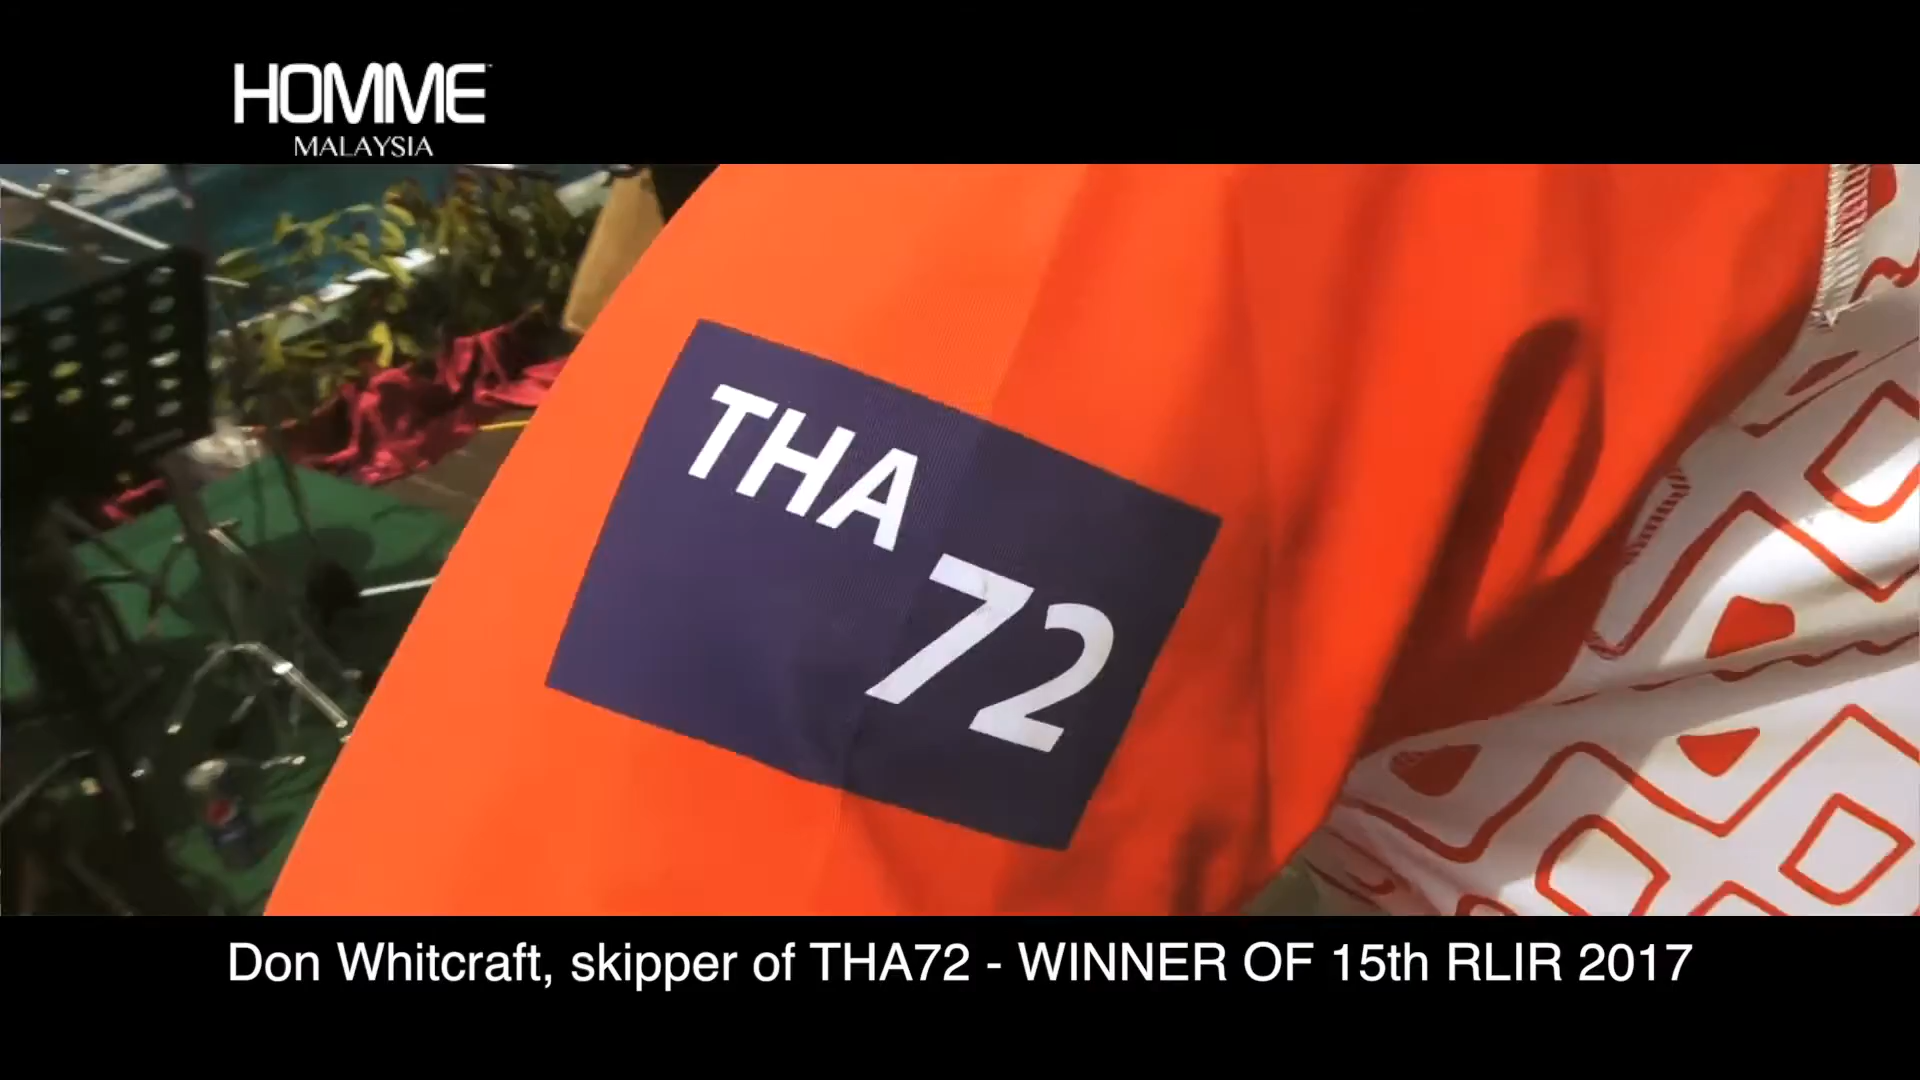 HOMME
MALAYSIA
THA
72
Don Whitcraft, skipper of THA72 - WINNER OF 15th RLIR 2017